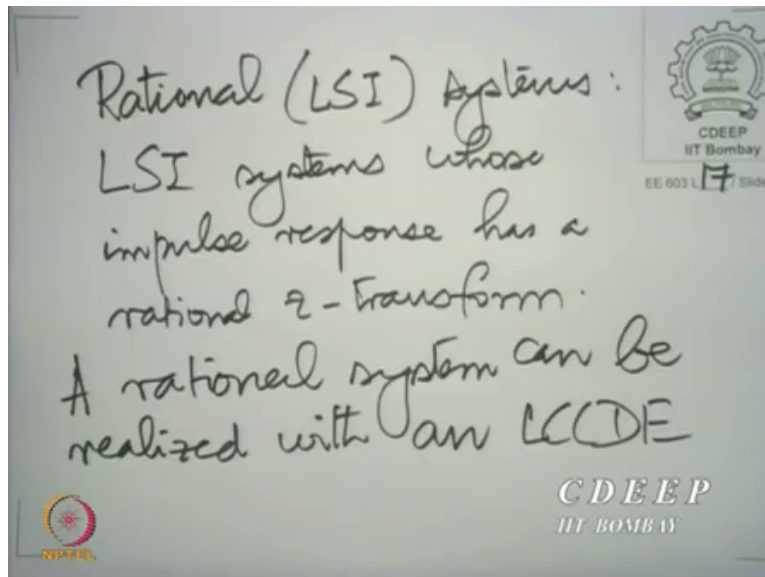 Rational (LSI) systems:
LSI systems whose
impulse response has a
rational z-transform.
A rational system can be
realized with an LCCDE
CDEEP
IIT Bombay
EE 603 L 17 / Slide
CDEEP
IIT BOMBAY
NPTEL